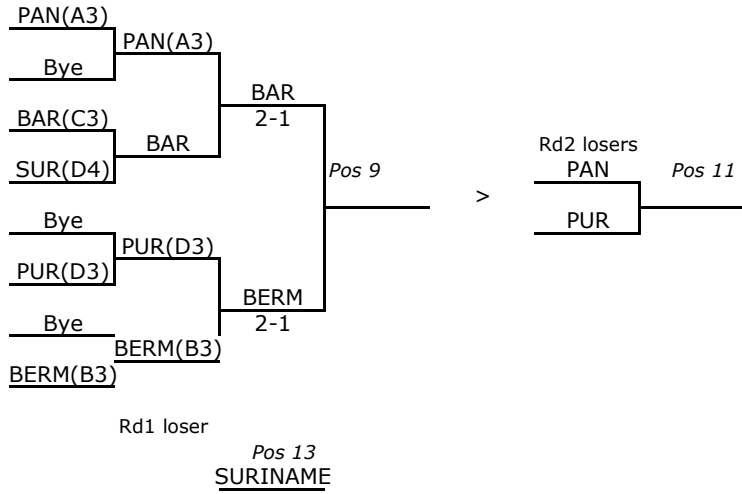 PAN(A3)
PAN(A3)
Bye
BAR
BAR(C3)
2-1
BAR
Rd2 losers
SUR(D4)
Pos 9
PAN
Pos 11
>
Bye
PUR
PUR(D3)
PUR(D3)
BERM
Bye
2-1
BERM(B3)
BERM(B3)
Rd1 loser
Pos 13
SURINAME